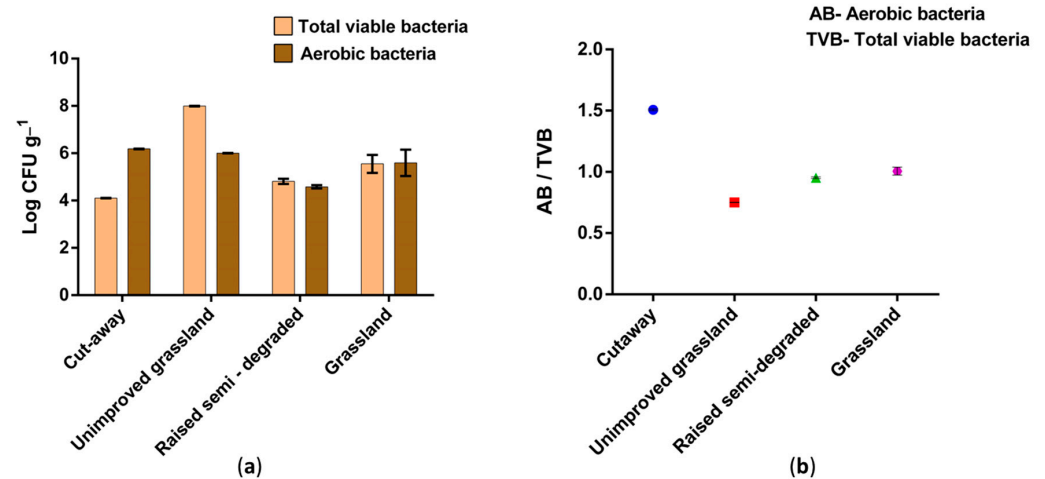 Total viable bacteria
Aerobic bacteria
Log CFU g–1
10
8
6
4
2
0
Cut-away
Unimproved grassland
Raised semi - degraded
Grassland
(a)
AB- Aerobic bacteria
TVB- Total viable bacteria
AB / TVB
2.0
1.5
1.0
0.5
0.0
Cutaway
Unimproved grassland
Raised semi-degraded
Grassland
(b)